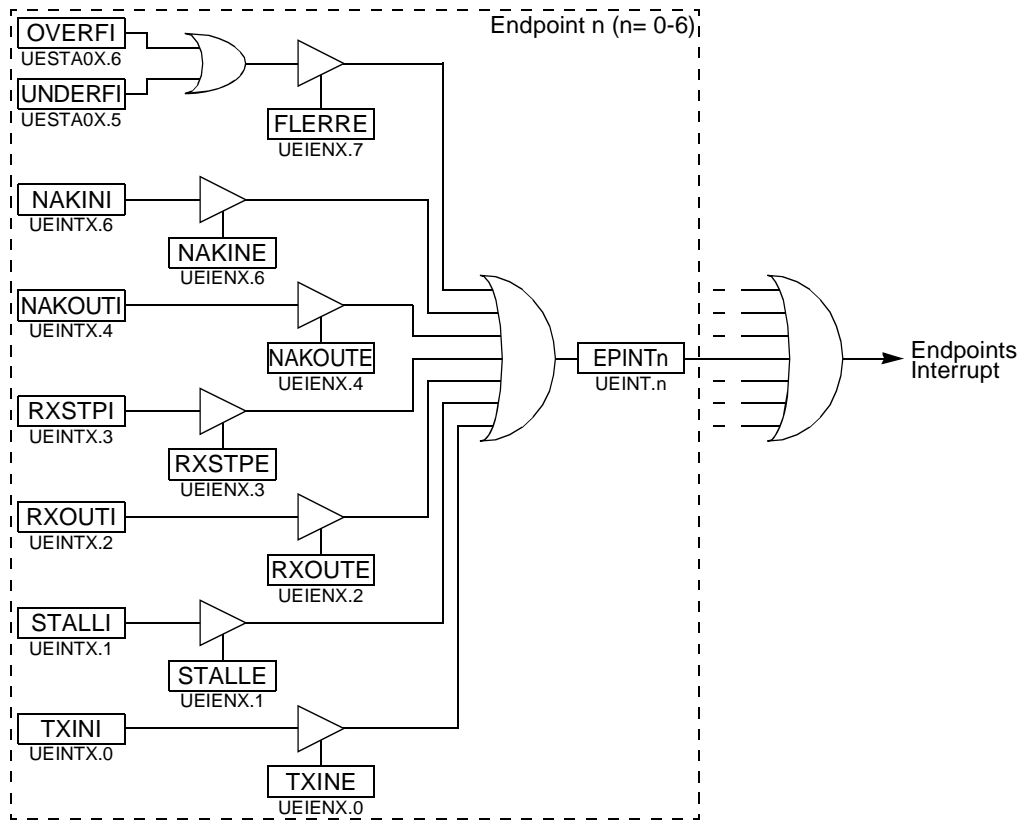 Endpoint n (n= 0-6)
OVERFI
UESTA0X.6
UNDERFI
UESTA0X.5
FLERRE
UEIENX.7
NAKINI
UEINTX.6
NAKINE
UEIENX.6
NAKOUTI
UEINTX.4
NAKOUTE
UEIENX.4
EPINTn
UEINT.n
Endpoints
Interrupt
RXSTPI
UEINTX.3
RXSTPE
UEIENX.3
RXOUTI
UEINTX.2
RXOUTE
UEIENX.2
STALLI
UEINTX.1
STALLE
UEIENX.1
TXINI
UEINTX.0
TXINE
UEIENX.0